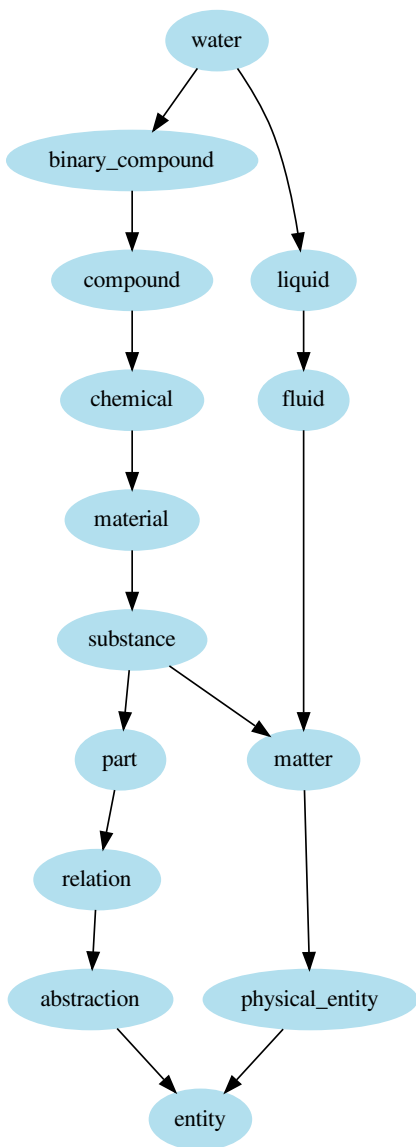 water
binary_compound
compound
liquid
chemical
fluid
material
substance
part
matter
relation
abstraction
physical_entity
entity